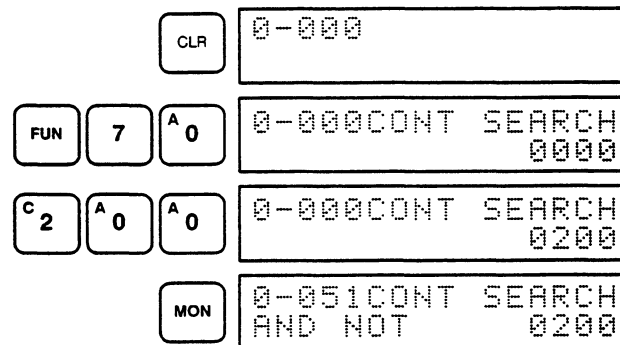 CLR
0-000
FUN 7 A 0
0-000CONT SEARCH
0000
C 2 A 0 A 0
0-000CONT SEARCH
0200
MON
0-051CONT SEARCH
AND NOT 0200